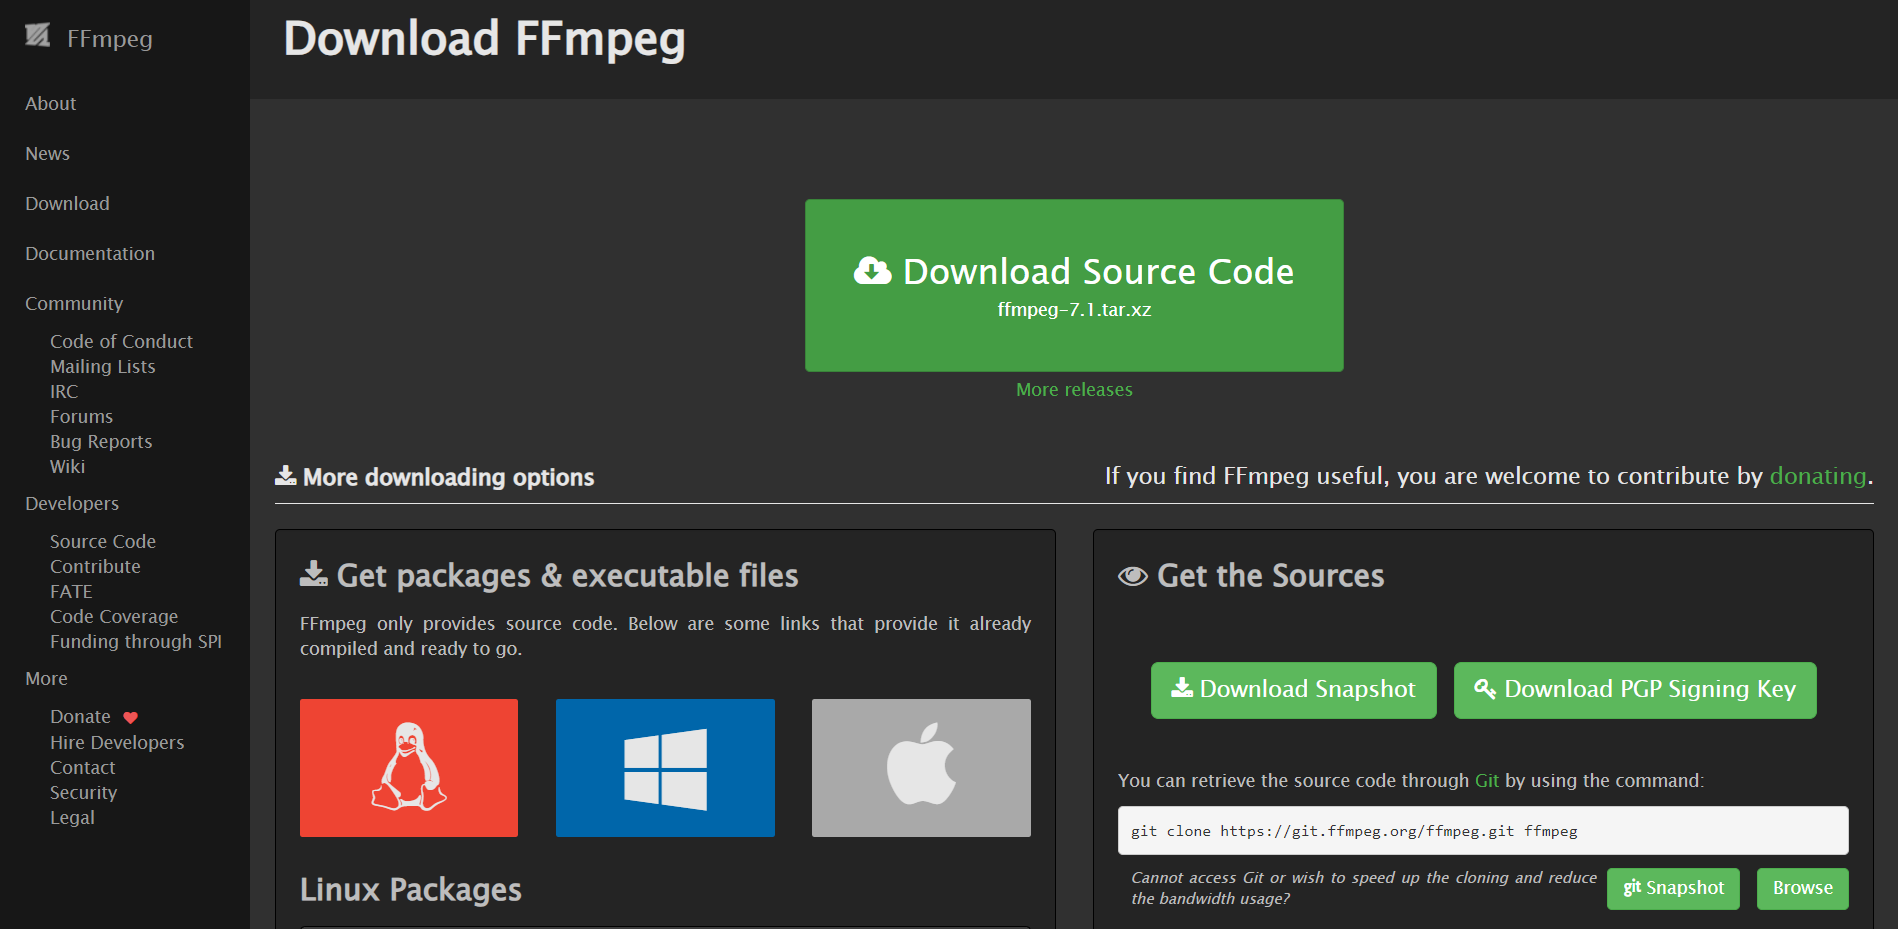 FFmpeg
About
News
Download
Documentation
Community
Code of Conduct
Mailing Lists
IRC
Forums
Bug Reports
Wiki
Developers
Source Code
Contribute
FATE
Code Coverage
Funding through SPI
More
Donate
Hire Developers
Contact
Security
Legal
Download FFmpeg
Download Source Code
ffmpeg-7.1.tar.xz
More releases
More downloading options
If you find FFmpeg useful, you are welcome to contribute by donating.
Get packages & executable files
FFmpeg only provides source code. Below are some links that provide it already
compiled and ready to go.
Linux Packages
Get the Sources
Download Snapshot
Download PGP Signing Key
You can retrieve the source code through Git by using the command:
git clone https://git.ffmpeg.org/ffmpeg.git ffmpeg
Cannot access Git or wish to speed up the cloning and reduce
the bandwidth usage?
git Snapshot
Browse